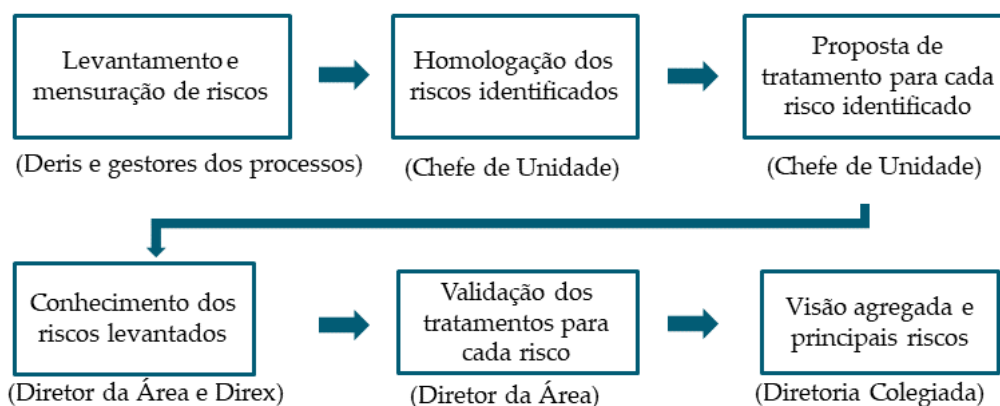 Levantamento e
mensuração de riscos
(Deris e gestores dos processos)
Homologação dos
riscos identificados
(Chefe de Unidade)
Proposta de
tratamento para cada
risco identificado
(Chefe de Unidade)
Conhecimento dos
riscos levantados
(Diretor da Área e Direx)
Validação dos
tratamentos para
cada risco
(Diretor da Área)
Visão agregada e
principais riscos
(Diretoria Colegiada)